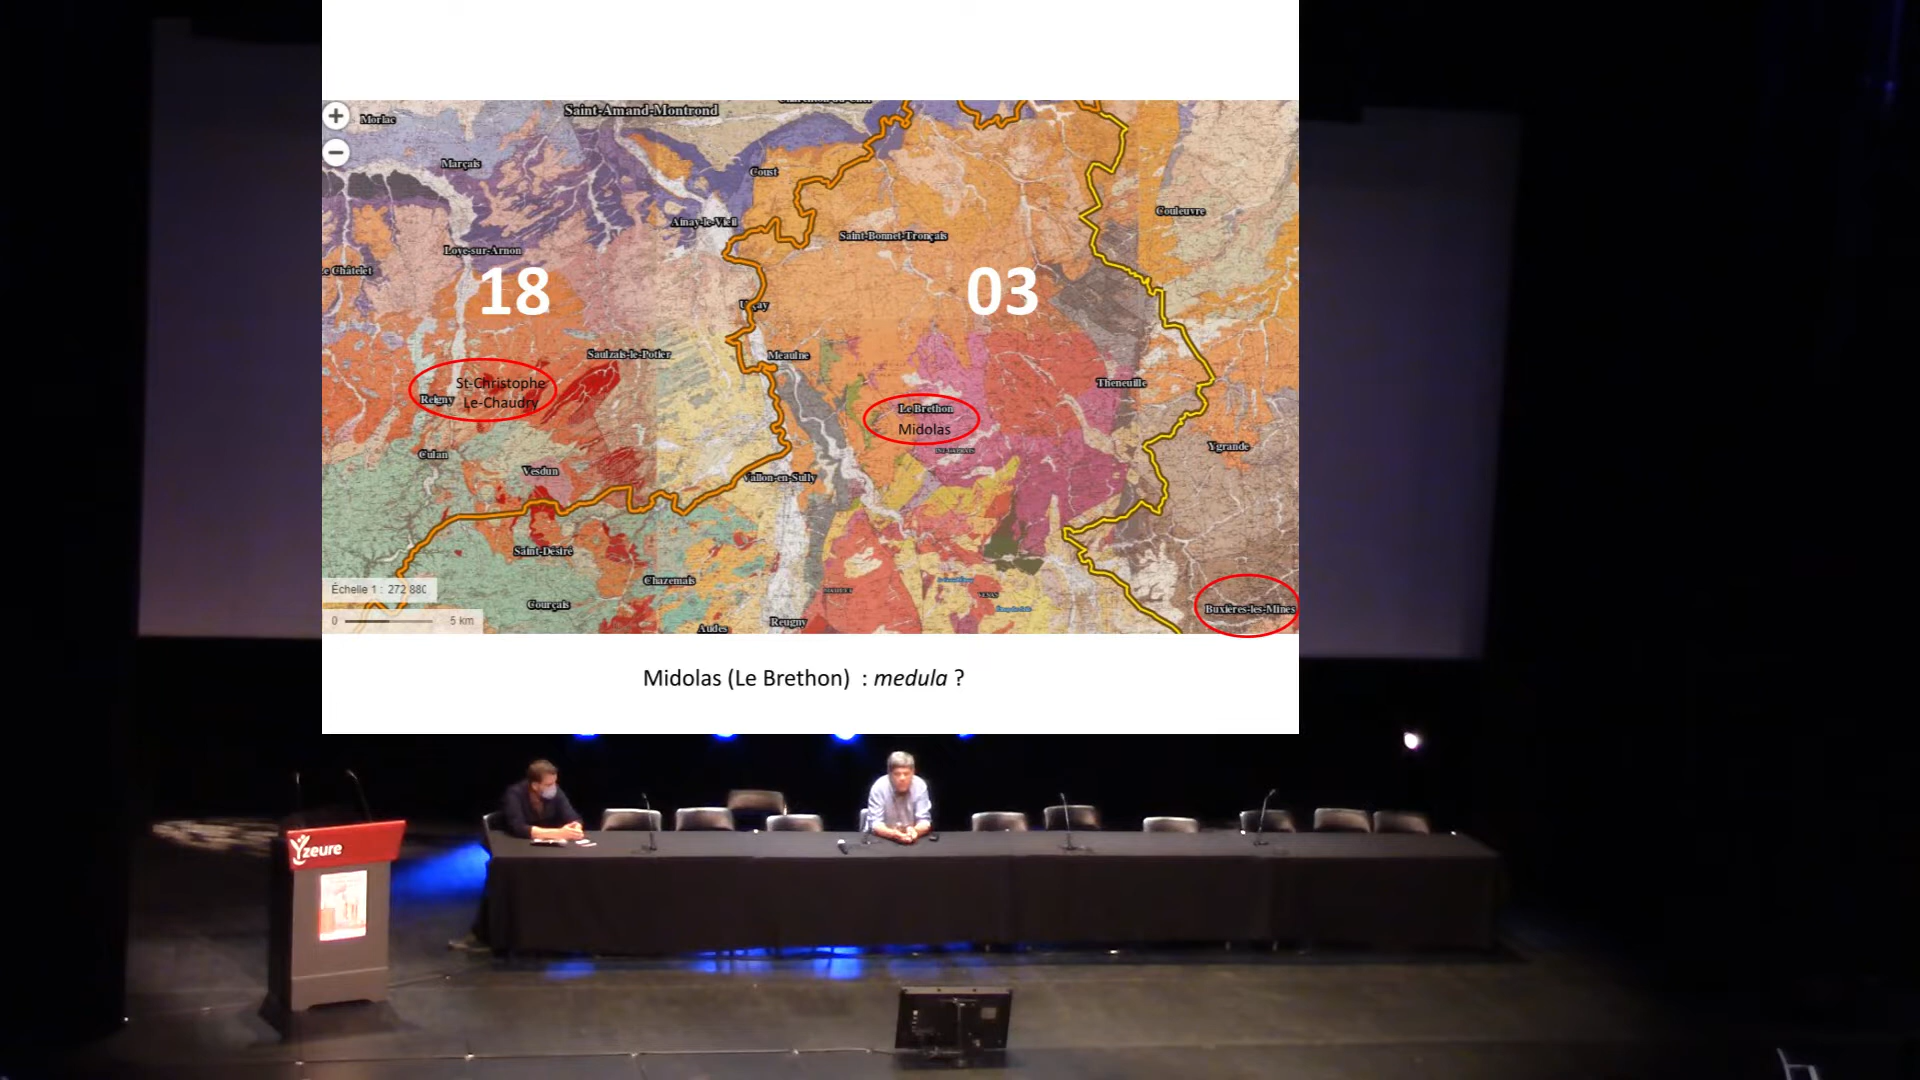 Saint-Amand-Montrond
+
Morlac
−
Marçais
Coust
Ainay-le-Vieil
Couleuvre
Saint-Bonnet-Tronçais
Loye-sur-Arnon
Le Châtelet
18
03
Urçay
Saulzais-le-Potier
Meaulne
St-Christophe
Theneuille
Reigny
Le-Chaudry
Le Brethon
Midolas
Ygrande
Culan
Vesdun
Vallon-en-Sully
Saint-Désiré
Chazemais
Échelle 1 : 272 880
Courçais
Buxières-les-Mines
0
5 km
Audes
Reugny
Midolas (Le Brethon) : medula ?
Yzeure